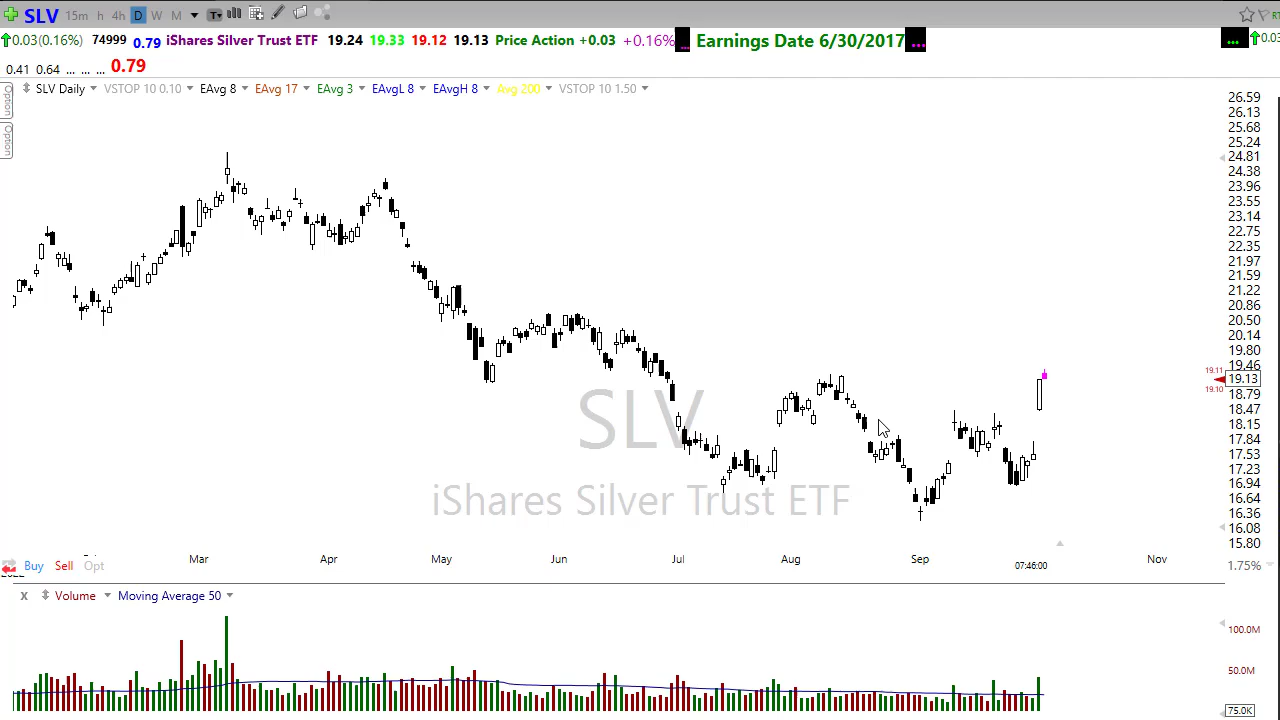 SLV 15m h 4h D W M T
0.03(0.16%) 74999 0.79 iShares Silver Trust ETF 19.24 19.33 19.12 19.13 Price Action +0.03 +0.16% ... Earnings Date 6/30/2017 ... ... 0.03
0.41 0.64 ... ... ... 0.79
SLV Daily VSTOP 10 0.10 EAvg 8 EAvg 17 EAvg 3 EAvgL 8 EAvgH 8 Avg 200 VSTOP 10 1.50
Option
Option
26.59
26.13
25.68
25.24
24.81
24.38
23.96
23.55
23.14
22.75
22.35
21.97
21.59
21.22
20.86
20.50
20.14
19.80
19.46
19.11
19.13
19.10
18.79
18.47
18.15
17.84
17.53
17.23
16.94
16.64
16.36
16.08
15.80
SLV
iShares Silver Trust ETF
Mar Apr May Jun Jul Aug Sep Nov
Buy Sell Opt 07:46:00 1.75%
x Volume Moving Average 50
100.0M
50.0M
75.0K